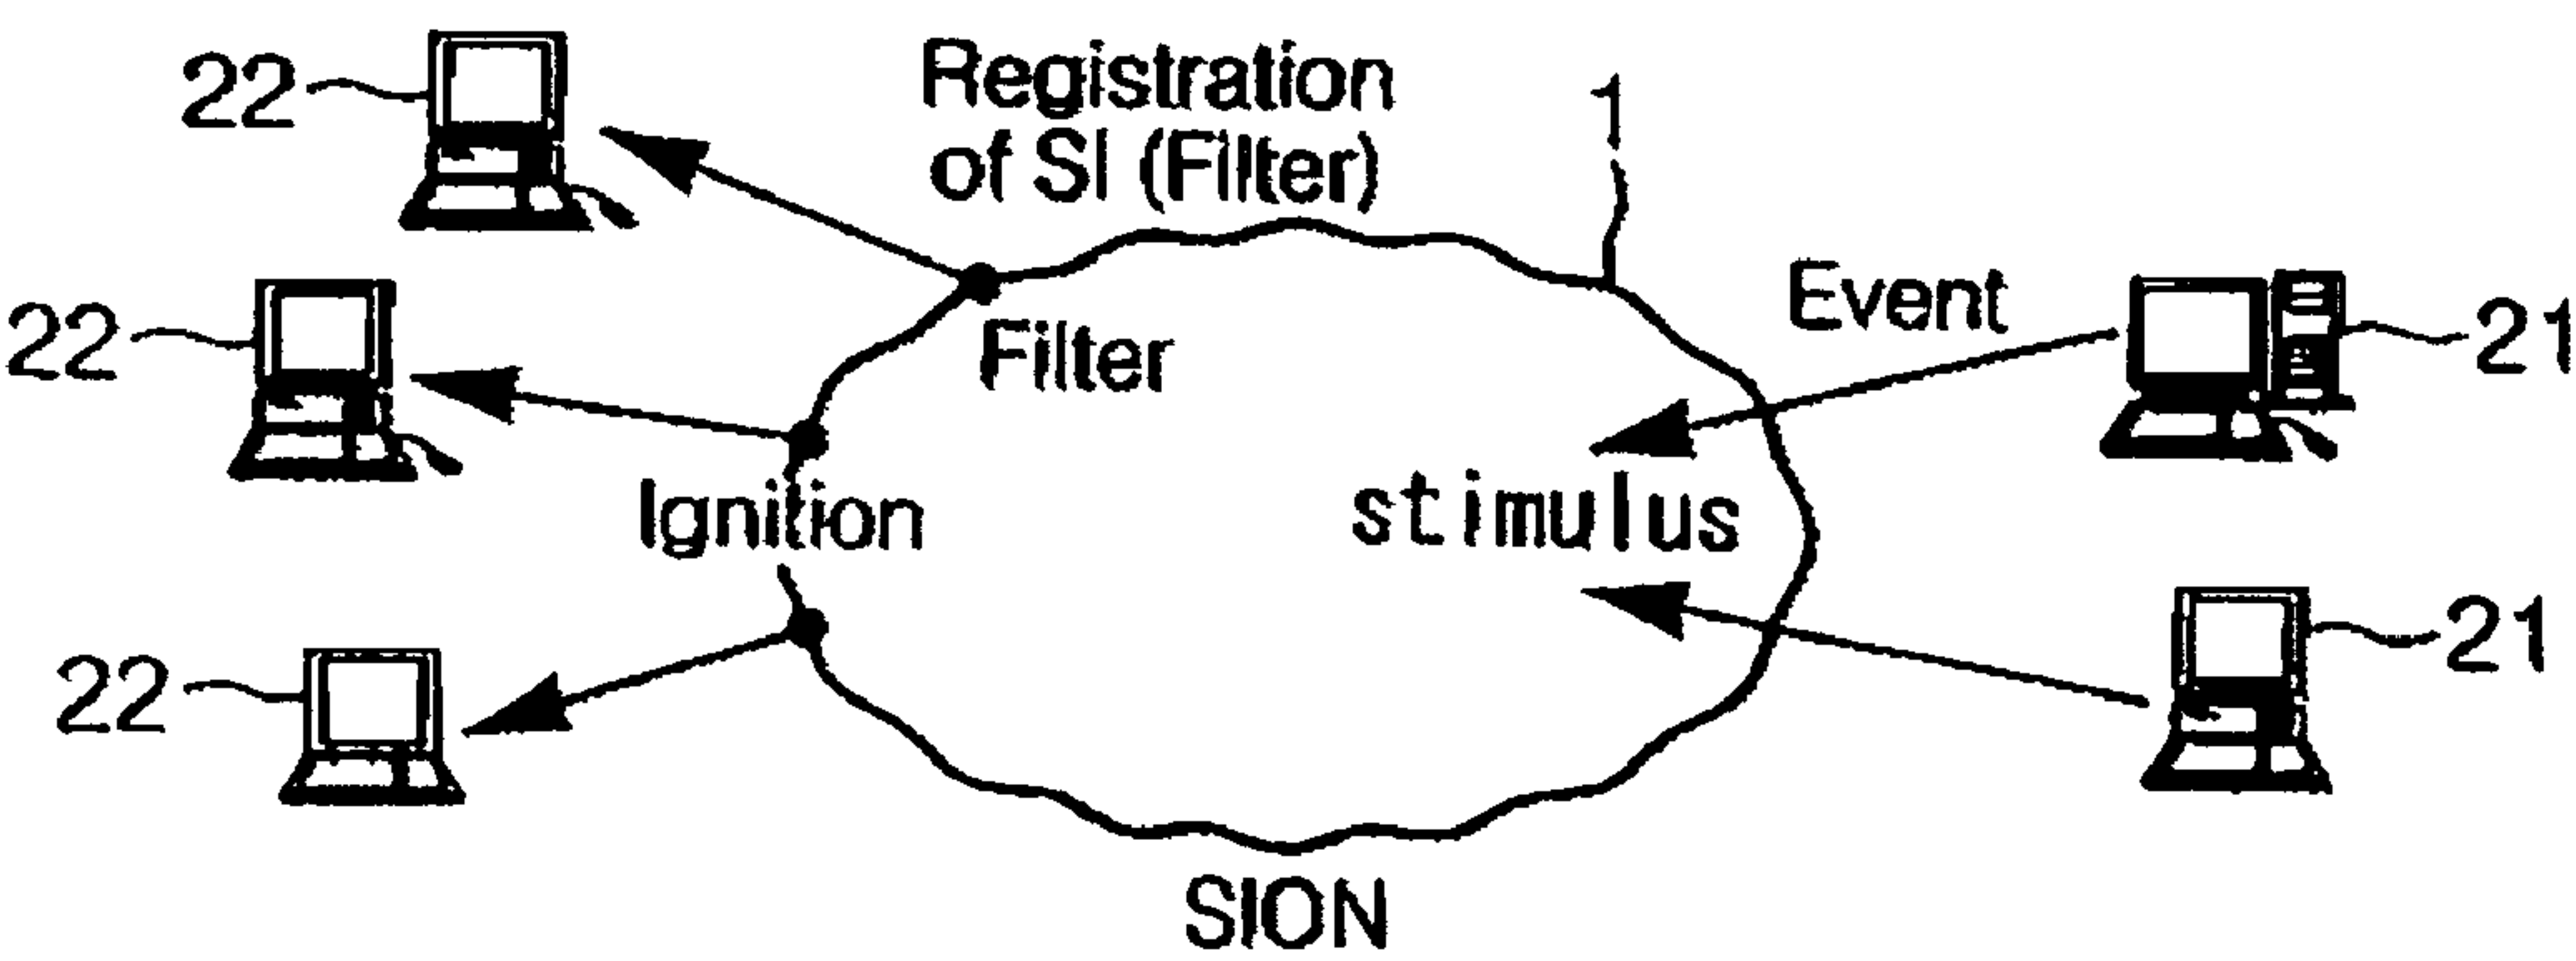 22
Registration
of SI (Filter)
1
Event
22
Filter
21
Ignition
stimulus
22
21
SION